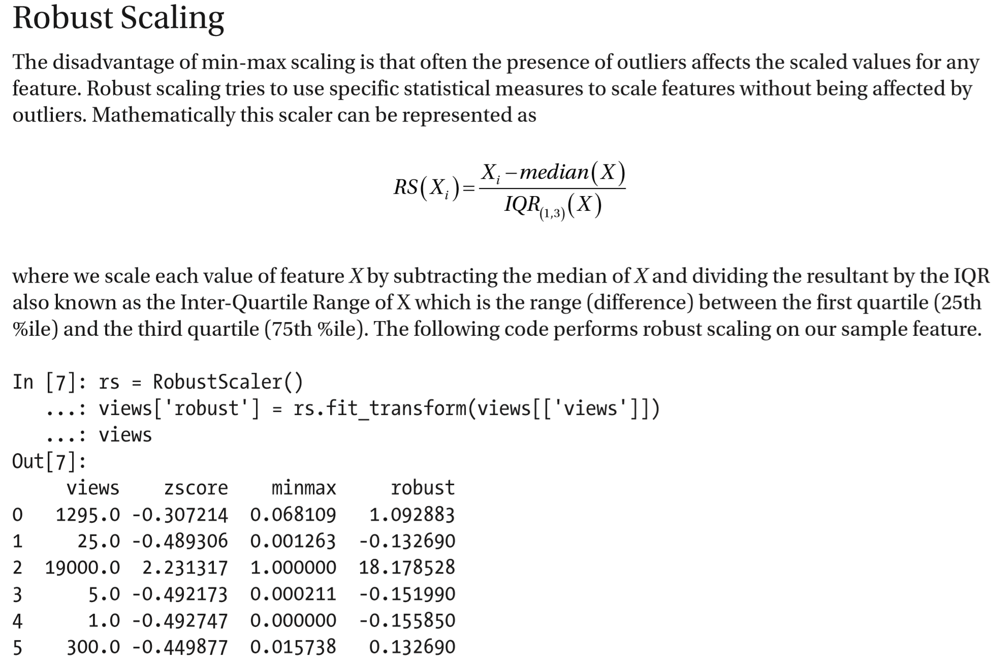 Robust Scaling
The disadvantage of min-max scaling is that often the presence of outliers affects the scaled values for any
feature. Robust scaling tries to use specific statistical measures to scale features without being affected by
outliers. Mathematically this scaler can be represented as
RS(X_i) = (X_i – median(X)) / IQR_(1,3)(X)
where we scale each value of feature X by subtracting the median of X and dividing the resultant by the IQR
also known as the Inter-Quartile Range of X which is the range (difference) between the first quartile (25th
%ile) and the third quartile (75th %ile). The following code performs robust scaling on our sample feature.
In [7]: rs = RobustScaler()
   ...: views['robust'] = rs.fit_transform(views[['views']])
   ...: views
Out[7]:
     views    zscore    minmax     robust
0   1295.0 -0.307214  0.068109   1.092883
1     25.0 -0.489306  0.001263  -0.132690
2  19000.0  2.231317  1.000000  18.178528
3      5.0 -0.492173  0.000211  -0.151990
4      1.0 -0.492747  0.000000  -0.155850
5    300.0 -0.449877  0.015738   0.132690